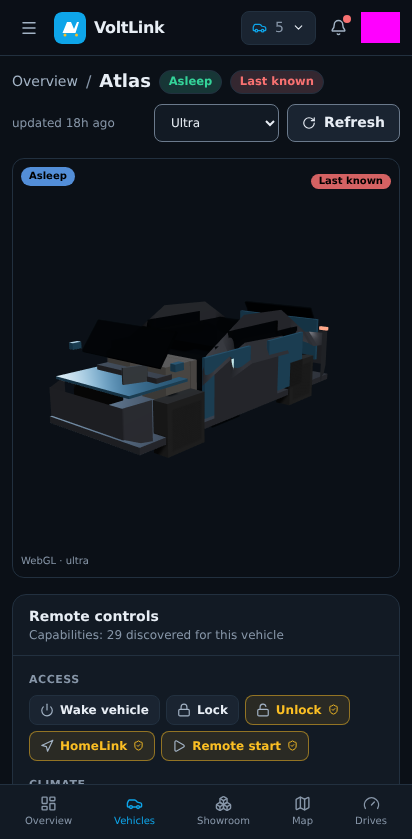 VoltLink
5
Overview / Atlas Asleep Last known
updated 18h ago Ultra Refresh
Asleep Last known
WebGL · ultra
Remote controls
Capabilities: 29 discovered for this vehicle
ACCESS
Wake vehicle Lock Unlock
HomeLink Remote start
CLIMATE
Overview Vehicles Showroom Map Drives